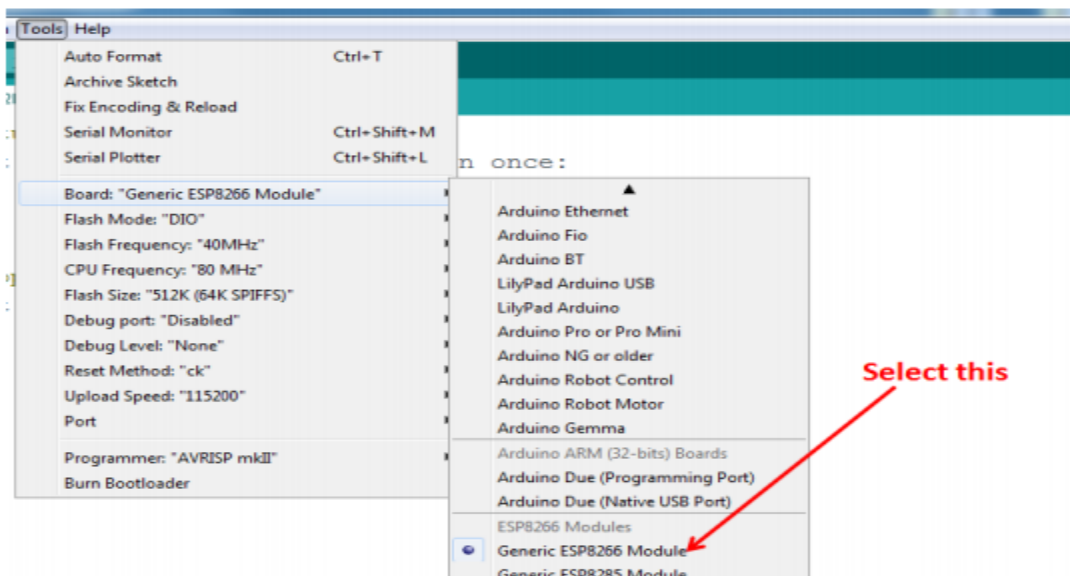 Tools Help
Auto Format Ctrl+T
Archive Sketch
Fix Encoding & Reload
Serial Monitor Ctrl+Shift+M
Serial Plotter Ctrl+Shift+L
n once:
Board: "Generic ESP8266 Module"
Flash Mode: "DIO"
Flash Frequency: "40MHz"
CPU Frequency: "80 MHz"
Flash Size: "512K (64K SPIFFS)"
Debug port: "Disabled"
Debug Level: "None"
Reset Method: "ck"
Upload Speed: "115200"
Port
Programmer: "AVRISP mkII"
Burn Bootloader
Arduino Ethernet
Arduino Fio
Arduino BT
LilyPad Arduino USB
LilyPad Arduino
Arduino Pro or Pro Mini
Arduino NG or older
Arduino Robot Control
Arduino Robot Motor
Arduino Gemma
Arduino ARM (32-bits) Boards
Arduino Due (Programming Port)
Arduino Due (Native USB Port)
ESP8266 Modules
Generic ESP8266 Module
Generic ESP8285 Module
Select this